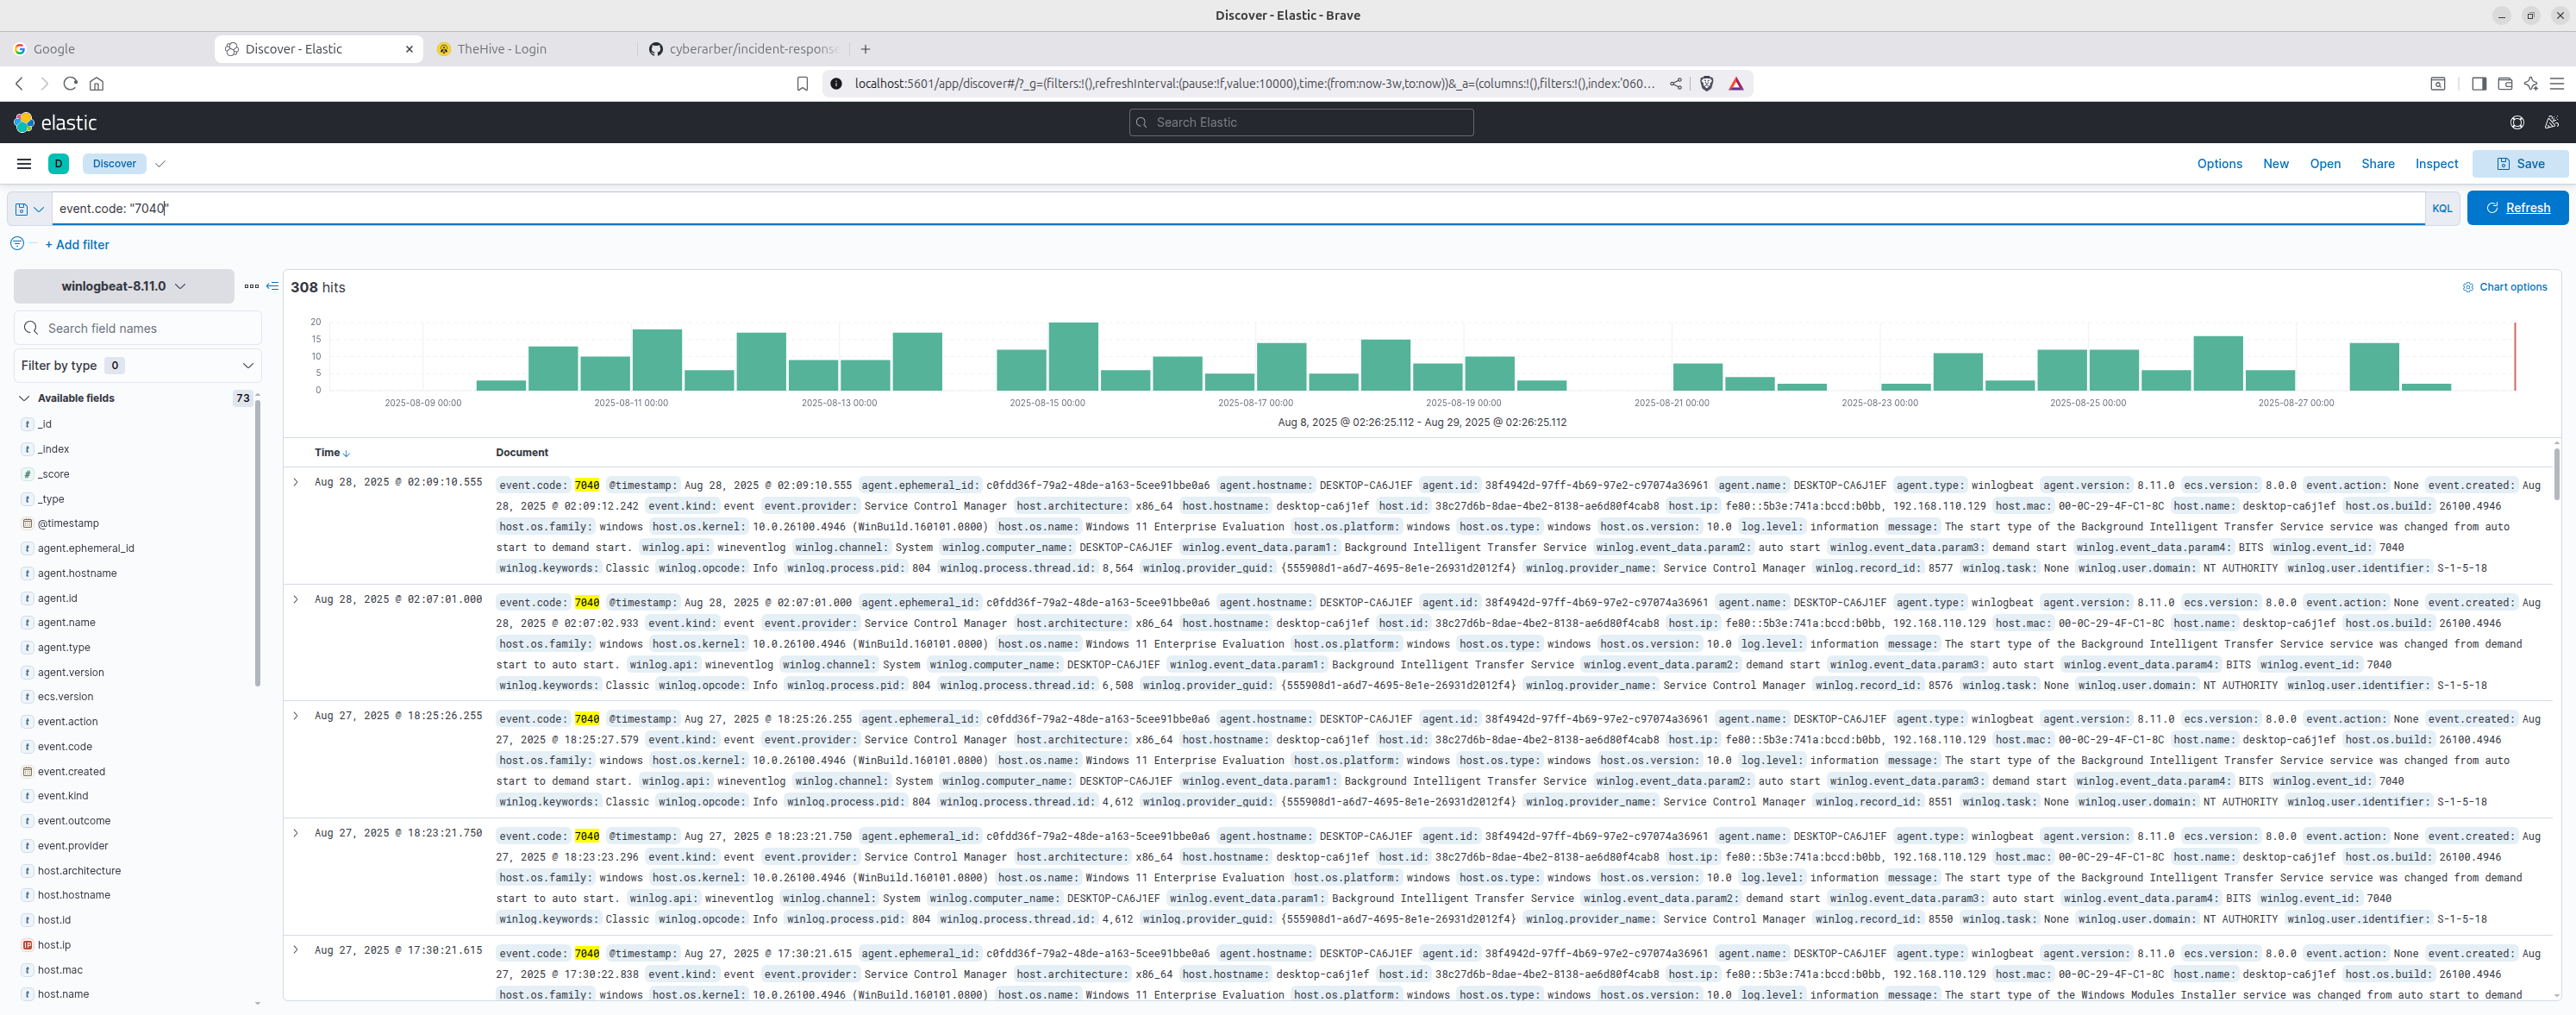 Discover - Elastic - Brave
Google
Discover - Elastic
TheHive - Login
cyberarber/incident-response
localhost:5601/app/discover#/?_g=(filters:!(),refreshInterval:(pause:!f,value:10000),time:(from:now-3w,to:now))&_a=(columns:!(),filters:!(),index:'060...
elastic
Search Elastic
D Discover
Options New Open Share Inspect Save
event.code: "7040"
KQL
Refresh
+ Add filter
winlogbeat-8.11.0
Search field names
Filter by type 0
Available fields 73
t _id
t _index
# _score
t _type
@timestamp
t agent.ephemeral_id
t agent.hostname
t agent.id
t agent.name
t agent.type
t agent.version
t ecs.version
t event.action
t event.code
event.created
t event.kind
t event.outcome
t event.provider
t host.architecture
t host.hostname
t host.id
IP host.ip
t host.mac
t host.name
308 hits
Chart options
20
15
10
5
0
2025-08-09 00:00 2025-08-11 00:00 2025-08-13 00:00 2025-08-15 00:00 2025-08-17 00:00 2025-08-19 00:00 2025-08-21 00:00 2025-08-23 00:00 2025-08-25 00:00 2025-08-27 00:00
Aug 8, 2025 @ 02:26:25.112 - Aug 29, 2025 @ 02:26:25.112
Time Document
Aug 28, 2025 @ 02:09:10.555
event.code: 7040 @timestamp: Aug 28, 2025 @ 02:09:10.555 agent.ephemeral_id: c0fdd36f-79a2-48de-a163-5cee91bbe0a6 agent.hostname: DESKTOP-CA6J1EF agent.id: 38f4942d-97ff-4b69-97e2-c97074a36961 agent.name: DESKTOP-CA6J1EF agent.type: winlogbeat agent.version: 8.11.0 ecs.version: 8.0.0 event.action: None event.created: Aug
28, 2025 @ 02:09:12.242 event.kind: event event.provider: Service Control Manager host.architecture: x86_64 host.hostname: desktop-ca6j1ef host.id: 38c27d6b-8dae-4be2-8138-ae6d80f4cab8 host.ip: fe80::5b3e:741a:bccd:b0bb, 192.168.110.129 host.mac: 00-0C-29-4F-C1-8C host.name: desktop-ca6j1ef host.os.build: 26100.4946
host.os.family: windows host.os.kernel: 10.0.26100.4946 (WinBuild.160101.0800) host.os.name: Windows 11 Enterprise Evaluation host.os.platform: windows host.os.type: windows host.os.version: 10.0 log.level: information message: The start type of the Background Intelligent Transfer Service service was changed from auto
start to demand start. winlog.api: wineventlog winlog.channel: System winlog.computer_name: DESKTOP-CA6J1EF winlog.event_data.param1: Background Intelligent Transfer Service winlog.event_data.param2: auto start winlog.event_data.param3: demand start winlog.event_data.param4: BITS winlog.event_id: 7040
winlog.keywords: Classic winlog.opcode: Info winlog.process.pid: 804 winlog.process.thread.id: 8,564 winlog.provider_guid: {555908d1-a6d7-4695-8e1e-26931d2012f4} winlog.provider_name: Service Control Manager winlog.record_id: 8577 winlog.task: None winlog.user.domain: NT AUTHORITY winlog.user.identifier: S-1-5-18
Aug 28, 2025 @ 02:07:01.000
event.code: 7040 @timestamp: Aug 28, 2025 @ 02:07:01.000 agent.ephemeral_id: c0fdd36f-79a2-48de-a163-5cee91bbe0a6 agent.hostname: DESKTOP-CA6J1EF agent.id: 38f4942d-97ff-4b69-97e2-c97074a36961 agent.name: DESKTOP-CA6J1EF agent.type: winlogbeat agent.version: 8.11.0 ecs.version: 8.0.0 event.action: None event.created: Aug
28, 2025 @ 02:07:02.933 event.kind: event event.provider: Service Control Manager host.architecture: x86_64 host.hostname: desktop-ca6j1ef host.id: 38c27d6b-8dae-4be2-8138-ae6d80f4cab8 host.ip: fe80::5b3e:741a:bccd:b0bb, 192.168.110.129 host.mac: 00-0C-29-4F-C1-8C host.name: desktop-ca6j1ef host.os.build: 26100.4946
host.os.family: windows host.os.kernel: 10.0.26100.4946 (WinBuild.160101.0800) host.os.name: Windows 11 Enterprise Evaluation host.os.platform: windows host.os.type: windows host.os.version: 10.0 log.level: information message: The start type of the Background Intelligent Transfer Service service was changed from demand
start to auto start. winlog.api: wineventlog winlog.channel: System winlog.computer_name: DESKTOP-CA6J1EF winlog.event_data.param1: Background Intelligent Transfer Service winlog.event_data.param2: demand start winlog.event_data.param3: auto start winlog.event_data.param4: BITS winlog.event_id: 7040
winlog.keywords: Classic winlog.opcode: Info winlog.process.pid: 804 winlog.process.thread.id: 6,508 winlog.provider_guid: {555908d1-a6d7-4695-8e1e-26931d2012f4} winlog.provider_name: Service Control Manager winlog.record_id: 8576 winlog.task: None winlog.user.domain: NT AUTHORITY winlog.user.identifier: S-1-5-18
Aug 27, 2025 @ 18:25:26.255
event.code: 7040 @timestamp: Aug 27, 2025 @ 18:25:26.255 agent.ephemeral_id: c0fdd36f-79a2-48de-a163-5cee91bbe0a6 agent.hostname: DESKTOP-CA6J1EF agent.id: 38f4942d-97ff-4b69-97e2-c97074a36961 agent.name: DESKTOP-CA6J1EF agent.type: winlogbeat agent.version: 8.11.0 ecs.version: 8.0.0 event.action: None event.created: Aug
27, 2025 @ 18:25:27.579 event.kind: event event.provider: Service Control Manager host.architecture: x86_64 host.hostname: desktop-ca6j1ef host.id: 38c27d6b-8dae-4be2-8138-ae6d80f4cab8 host.ip: fe80::5b3e:741a:bccd:b0bb, 192.168.110.129 host.mac: 00-0C-29-4F-C1-8C host.name: desktop-ca6j1ef host.os.build: 26100.4946
host.os.family: windows host.os.kernel: 10.0.26100.4946 (WinBuild.160101.0800) host.os.name: Windows 11 Enterprise Evaluation host.os.platform: windows host.os.type: windows host.os.version: 10.0 log.level: information message: The start type of the Background Intelligent Transfer Service service was changed from auto
start to demand start. winlog.api: wineventlog winlog.channel: System winlog.computer_name: DESKTOP-CA6J1EF winlog.event_data.param1: Background Intelligent Transfer Service winlog.event_data.param2: auto start winlog.event_data.param3: demand start winlog.event_data.param4: BITS winlog.event_id: 7040
winlog.keywords: Classic winlog.opcode: Info winlog.process.pid: 804 winlog.process.thread.id: 4,612 winlog.provider_guid: {555908d1-a6d7-4695-8e1e-26931d2012f4} winlog.provider_name: Service Control Manager winlog.record_id: 8551 winlog.task: None winlog.user.domain: NT AUTHORITY winlog.user.identifier: S-1-5-18
Aug 27, 2025 @ 18:23:21.750
event.code: 7040 @timestamp: Aug 27, 2025 @ 18:23:21.750 agent.ephemeral_id: c0fdd36f-79a2-48de-a163-5cee91bbe0a6 agent.hostname: DESKTOP-CA6J1EF agent.id: 38f4942d-97ff-4b69-97e2-c97074a36961 agent.name: DESKTOP-CA6J1EF agent.type: winlogbeat agent.version: 8.11.0 ecs.version: 8.0.0 event.action: None event.created: Aug
27, 2025 @ 18:23:23.296 event.kind: event event.provider: Service Control Manager host.architecture: x86_64 host.hostname: desktop-ca6j1ef host.id: 38c27d6b-8dae-4be2-8138-ae6d80f4cab8 host.ip: fe80::5b3e:741a:bccd:b0bb, 192.168.110.129 host.mac: 00-0C-29-4F-C1-8C host.name: desktop-ca6j1ef host.os.build: 26100.4946
host.os.family: windows host.os.kernel: 10.0.26100.4946 (WinBuild.160101.0800) host.os.name: Windows 11 Enterprise Evaluation host.os.platform: windows host.os.type: windows host.os.version: 10.0 log.level: information message: The start type of the Background Intelligent Transfer Service service was changed from demand
start to auto start. winlog.api: wineventlog winlog.channel: System winlog.computer_name: DESKTOP-CA6J1EF winlog.event_data.param1: Background Intelligent Transfer Service winlog.event_data.param2: demand start winlog.event_data.param3: auto start winlog.event_data.param4: BITS winlog.event_id: 7040
winlog.keywords: Classic winlog.opcode: Info winlog.process.pid: 804 winlog.process.thread.id: 4,612 winlog.provider_guid: {555908d1-a6d7-4695-8e1e-26931d2012f4} winlog.provider_name: Service Control Manager winlog.record_id: 8550 winlog.task: None winlog.user.domain: NT AUTHORITY winlog.user.identifier: S-1-5-18
Aug 27, 2025 @ 17:30:21.615
event.code: 7040 @timestamp: Aug 27, 2025 @ 17:30:21.615 agent.ephemeral_id: c0fdd36f-79a2-48de-a163-5cee91bbe0a6 agent.hostname: DESKTOP-CA6J1EF agent.id: 38f4942d-97ff-4b69-97e2-c97074a36961 agent.name: DESKTOP-CA6J1EF agent.type: winlogbeat agent.version: 8.11.0 ecs.version: 8.0.0 event.action: None event.created: Aug
27, 2025 @ 17:30:22.838 event.kind: event event.provider: Service Control Manager host.architecture: x86_64 host.hostname: desktop-ca6j1ef host.id: 38c27d6b-8dae-4be2-8138-ae6d80f4cab8 host.ip: fe80::5b3e:741a:bccd:b0bb, 192.168.110.129 host.mac: 00-0C-29-4F-C1-8C host.name: desktop-ca6j1ef host.os.build: 26100.4946
host.os.family: windows host.os.kernel: 10.0.26100.4946 (WinBuild.160101.0800) host.os.name: Windows 11 Enterprise Evaluation host.os.platform: windows host.os.type: windows host.os.version: 10.0 log.level: information message: The start type of the Windows Modules Installer service was changed from auto start to demand